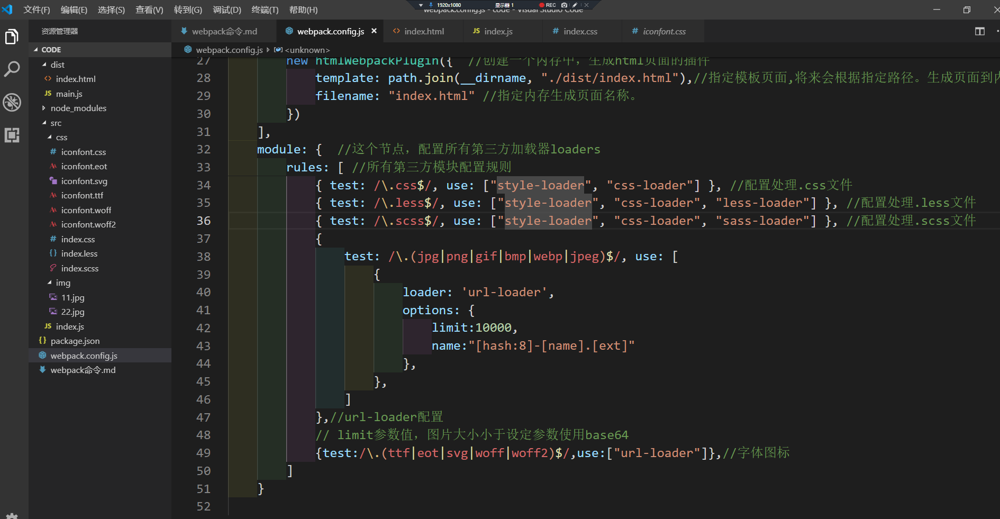 文件(F) 编辑(E) 选择(S) 查看(V) 转到(G) 调试(D) 终端(T) 帮助(H)
1920x1080 显示器 1 REC
webpack.config.js - code - Visual Studio Code
资源管理器
webpack命令.md webpack.config.js index.html index.js index.css iconfont.css
CODE
webpack.config.js <unknown>
dist
index.html
main.js
node_modules
src
css
iconfont.css
iconfont.eot
iconfont.svg
iconfont.ttf
iconfont.woff
iconfont.woff2
index.css
index.less
index.scss
img
11.jpg
22.jpg
index.js
package.json
webpack.config.js
webpack命令.md
27 new htmlWebpackPlugin({ //创建一个内存中，生成html页面的插件
28 template: path.join(__dirname, "./dist/index.html"),//指定模板页面,将来会根据指定路径。生成页面到内
29 filename: "index.html" //指定内存生成页面名称。
30 })
31 ],
32 module: { //这个节点，配置所有第三方加载器loaders
33 rules: [ //所有第三方模块配置规则
34 { test: /\.css$/, use: ["style-loader", "css-loader"] }, //配置处理.css文件
35 { test: /\.less$/, use: ["style-loader", "css-loader", "less-loader"] }, //配置处理.less文件
36 { test: /\.scss$/, use: ["style-loader", "css-loader", "sass-loader"] }, //配置处理.scss文件
37 {
38 test: /\.(jpg|png|gif|bmp|webp|jpeg)$/, use: [
39 {
40 loader: 'url-loader',
41 options: {
42 limit:10000,
43 name:"[hash:8]-[name].[ext]"
44 },
45 },
46 ]
47 },//url-loader配置
48 // limit参数值，图片大小小于设定参数使用base64
49 {test:/\.(ttf|eot|svg|woff|woff2)$/,use:["url-loader"]},//字体图标
50 ]
51 }
52